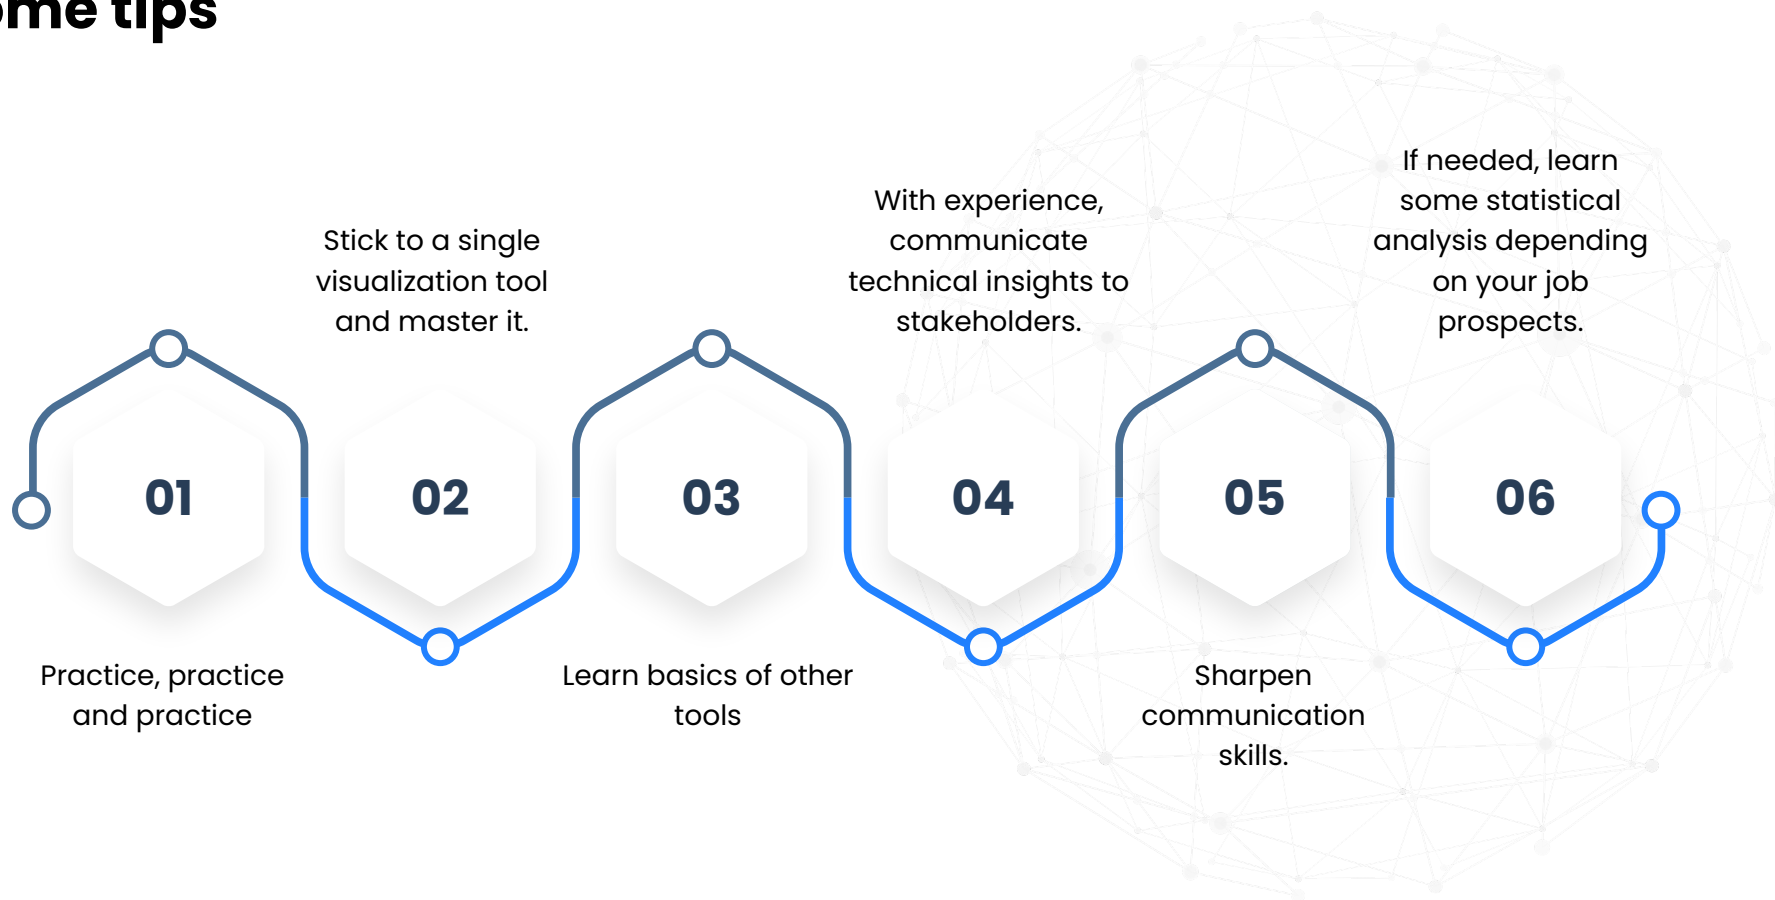 ome tips
01
Practice, practice
and practice
Stick to a single
visualization tool
and master it.
02
03
Learn basics of other
tools
With experience,
communicate
technical insights to
stakeholders.
04
05
Sharpen
communication
skills.
If needed, learn
some statistical
analysis depending
on your job
prospects.
06